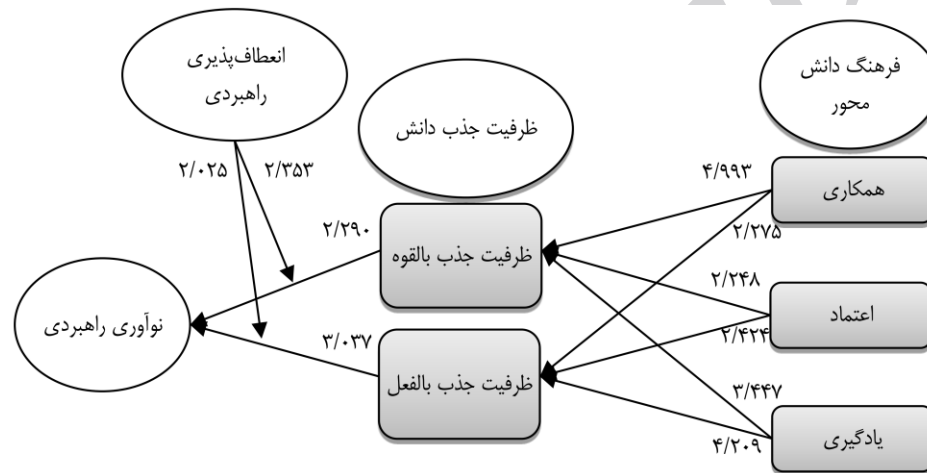 فرهنگ دانش
محور
ظرفیت جذب دانش
انعطاف‌پذیری
راهبردی
همکاری
اعتماد
یادگیری
ظرفیت جذب بالقوه
ظرفیت جذب بالفعل
نوآوری راهبردی
۴/۹۹۳
۲/۲۷۵
۲/۲۴۸
۲/۴۲۴
۳/۴۴۷
۴/۲۰۹
۲/۲۹۰
۳/۰۳۷
۲/۳۵۳
۲/۰۲۵